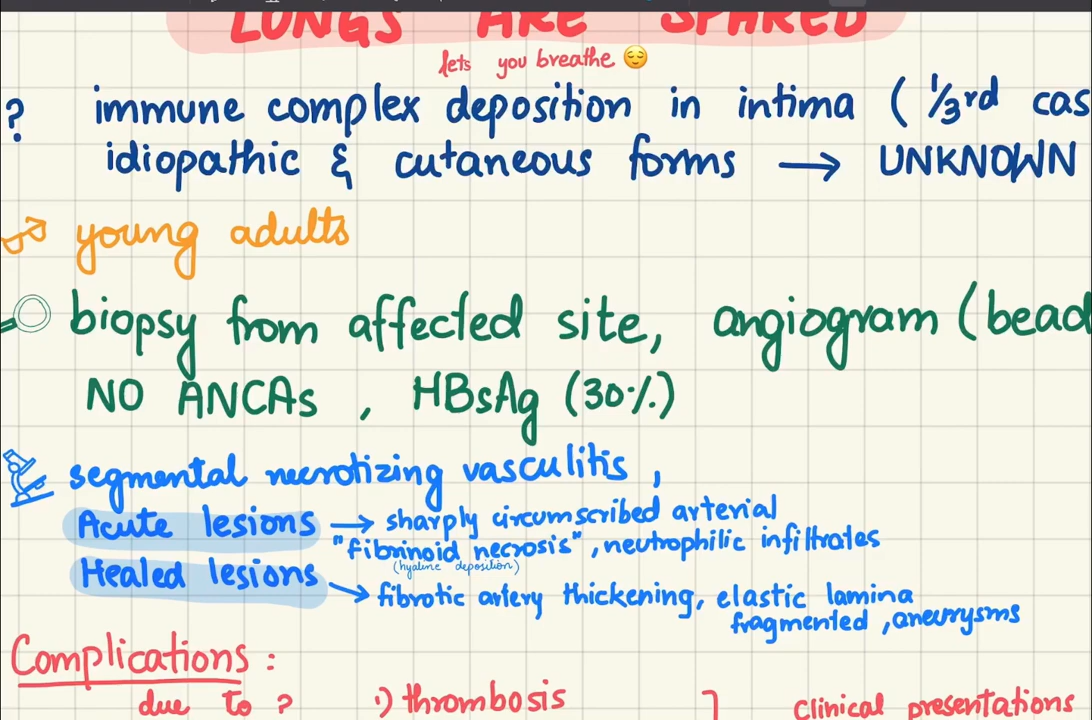 LUNGS ARE SPARED
lets you breathe 😌
? immune complex deposition in intima (1/3rd cas
idiopathic & cutaneous forms → UNKNOWN
young adults
biopsy from affected site, angiogram (bead
NO ANCAs , HBsAg (30%)
segmental necrotizing vasculitis ,
Acute lesions → sharply circumscribed arterial
"fibrinoid necrosis", neutrophilic infiltrates
(hyaline deposition)
Healed lesions → fibrotic artery thickening, elastic lamina
fragmented , aneurysms
Complications :
due to ? 1) thrombosis ] clinical presentations